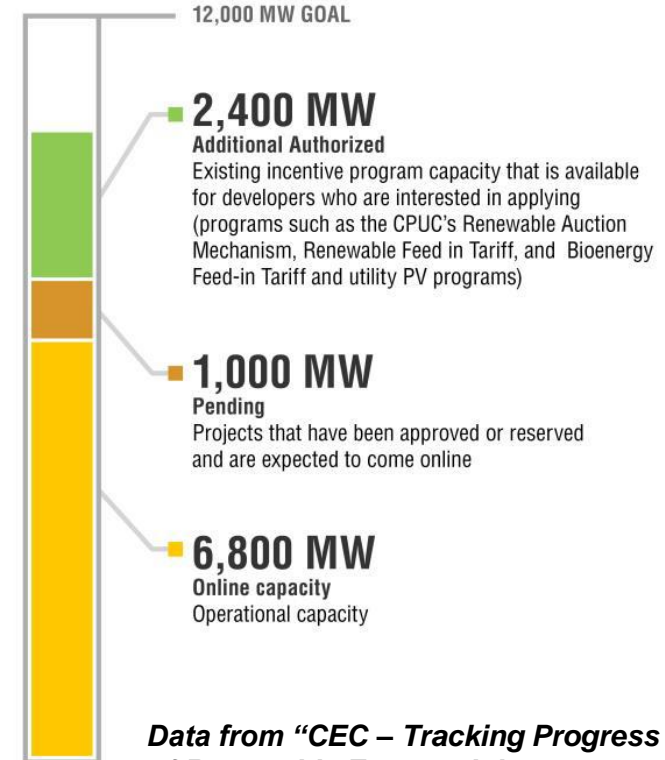 12,000 MW GOAL
2,400 MW
Additional Authorized
Existing incentive program capacity that is available
for developers who are interested in applying
(programs such as the CPUC's Renewable Auction
Mechanism, Renewable Feed in Tariff, and Bioenergy
Feed-in Tariff and utility PV programs)
1,000 MW
Pending
Projects that have been approved or reserved
and are expected to come online
6,800 MW
Online capacity
Operational capacity
Data from “CEC – Tracking Progress